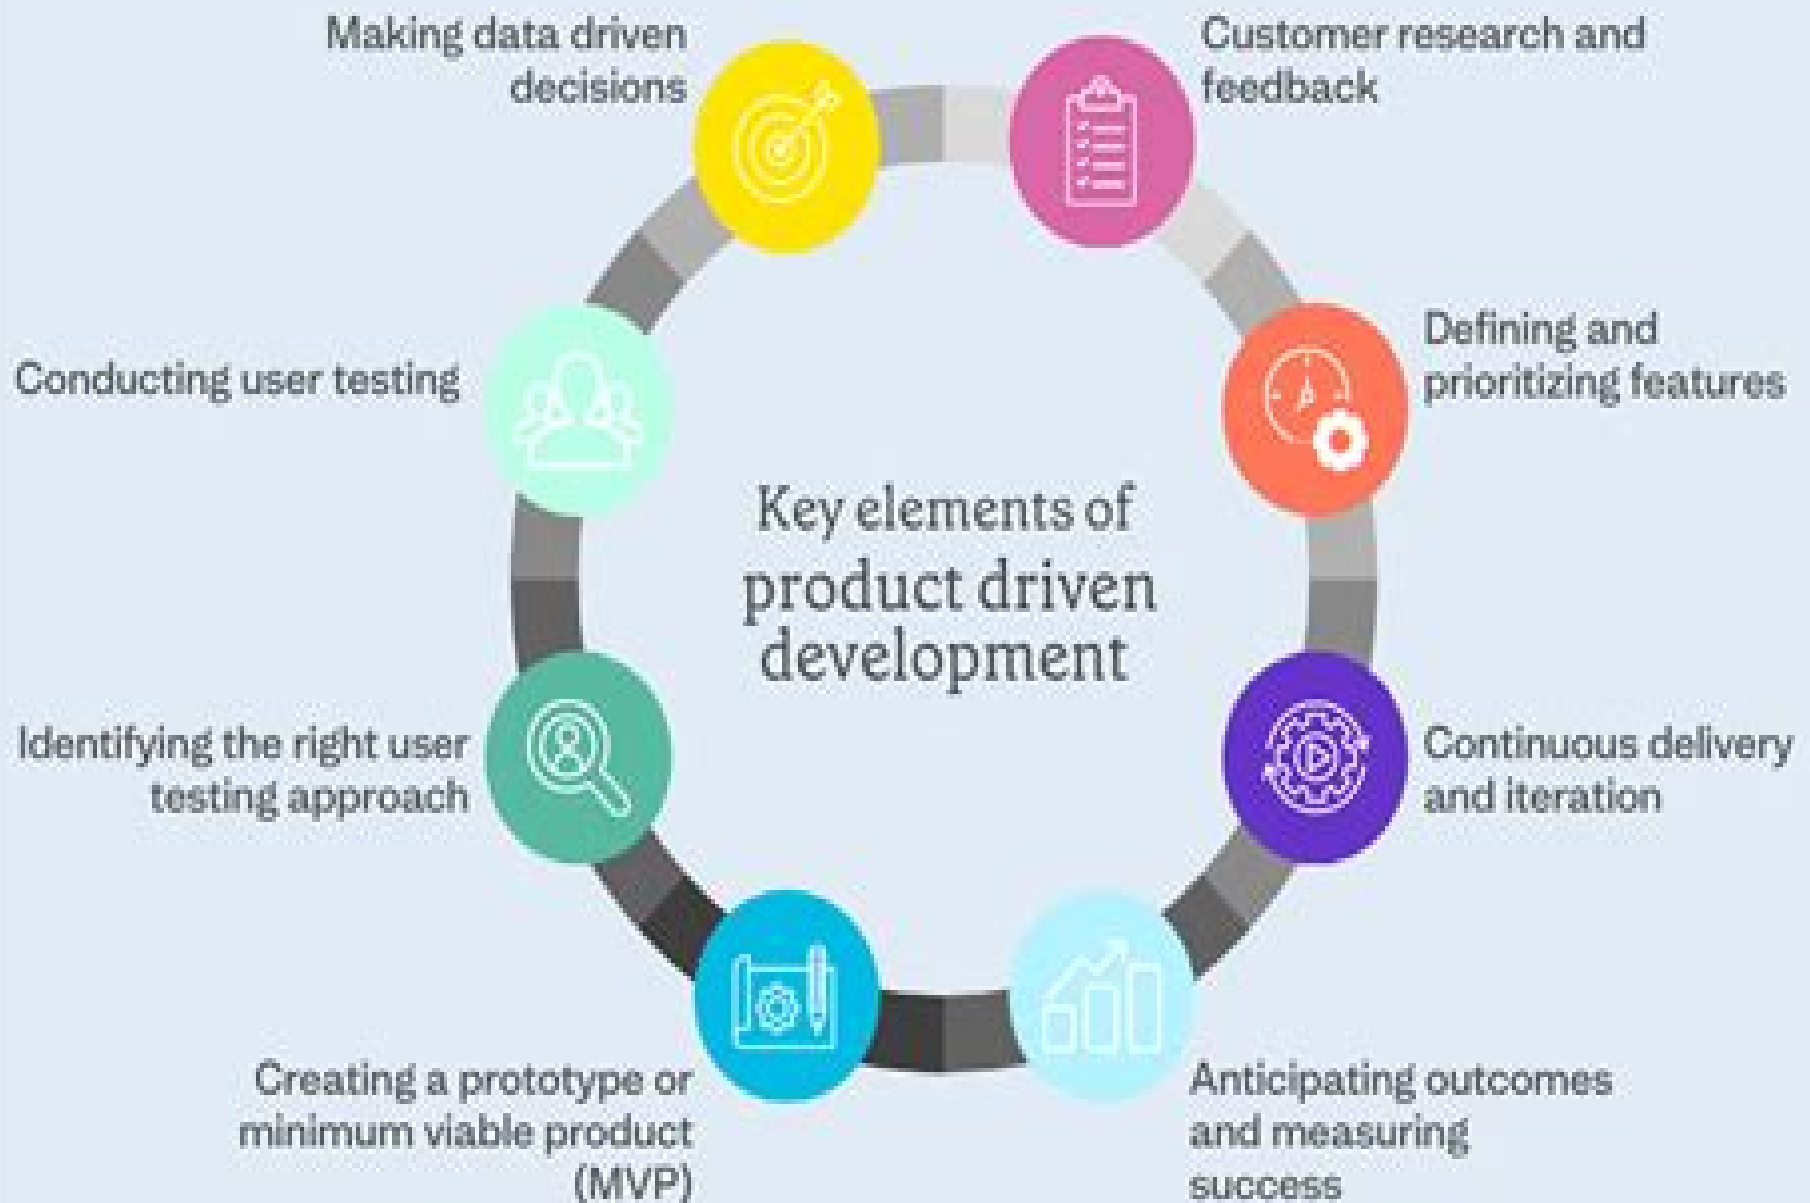 Making data driven
decisions
Customer research and
feedback
Conducting user testing
Defining and
prioritizing features
Key elements of
product driven
development
Identifying the right user
testing approach
Continuous delivery
and iteration
Creating a prototype or
minimum viable product
(MVP)
Anticipating outcomes
and measuring
success